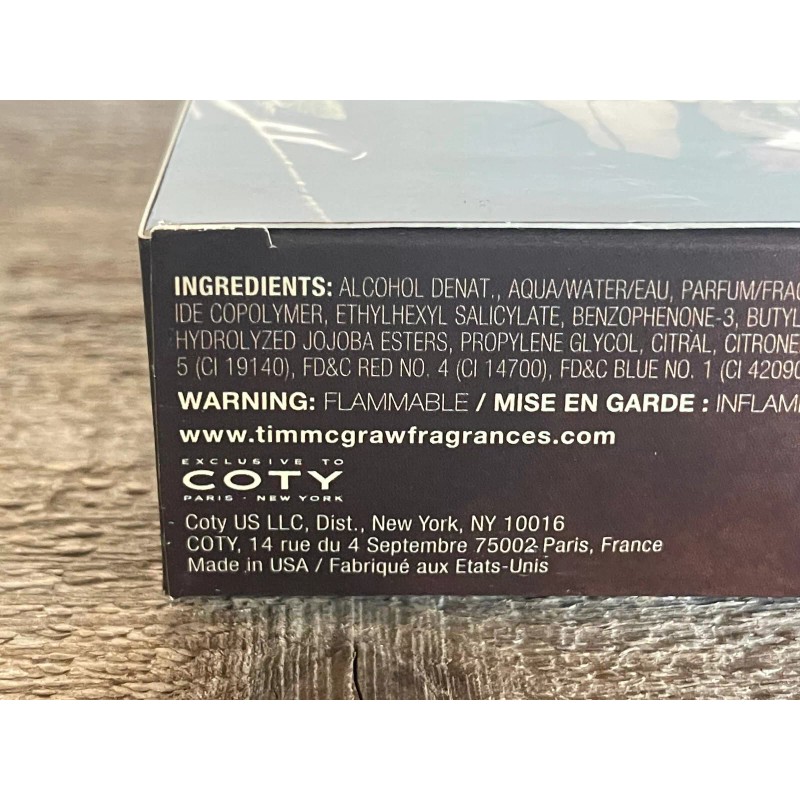 INGREDIENTS: ALCOHOL DENAT., AQUA/WATER/EAU, PARFUM/FRAG
IDE COPOLYMER, ETHYLHEXYL SALICYLATE, BENZOPHENONE-3, BUTYL
HYDROLYZED JOJOBA ESTERS, PROPYLENE GLYCOL, CITRAL, CITRONE
5 (CI 19140), FD&C RED NO. 4 (CI 14700), FD&C BLUE NO. 1 (CI 42090
WARNING: FLAMMABLE / MISE EN GARDE : INFLAM
www.timmcgrawfragrances.com
EXCLUSIVE TO
COTY
PARIS - NEW YORK
Coty US LLC, Dist., New York, NY 10016
COTY, 14 rue du 4 Septembre 75002 Paris, France
Made in USA / Fabriqué aux Etats-Unis